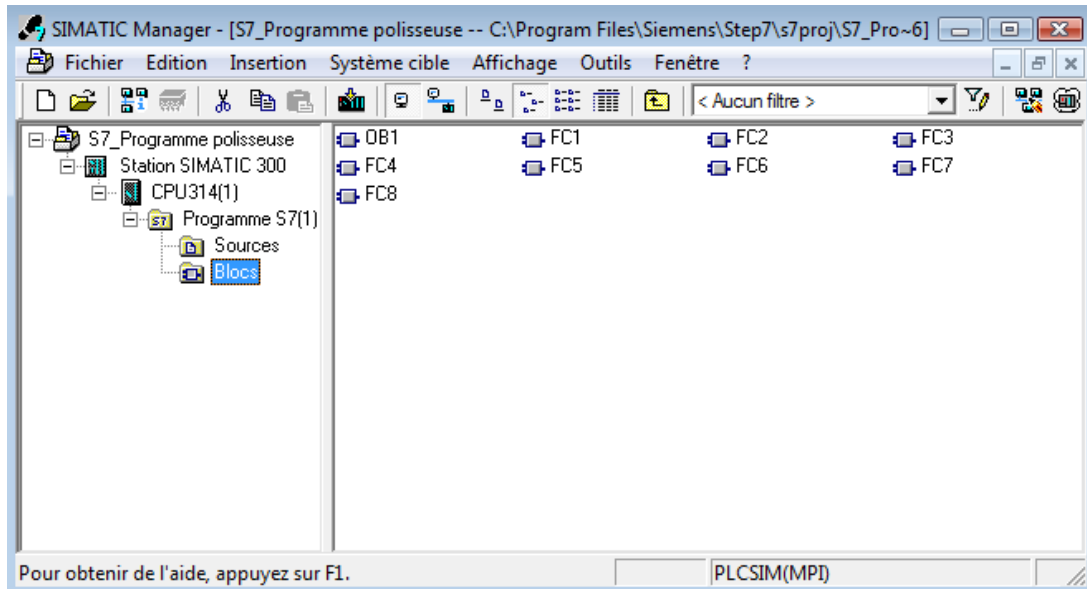 SIMATIC Manager - [S7_Programme polisseuse -- C:\Program Files\Siemens\Step7\s7proj\S7_Pro~6]
Fichier Edition Insertion Système cible Affichage Outils Fenêtre ?
< Aucun filtre >
S7_Programme polisseuse
Station SIMATIC 300
CPU314(1)
Programme S7(1)
Sources
Blocs
OB1 FC1 FC2 FC3
FC4 FC5 FC6 FC7
FC8
Pour obtenir de l'aide, appuyez sur F1. PLCSIM(MPI)